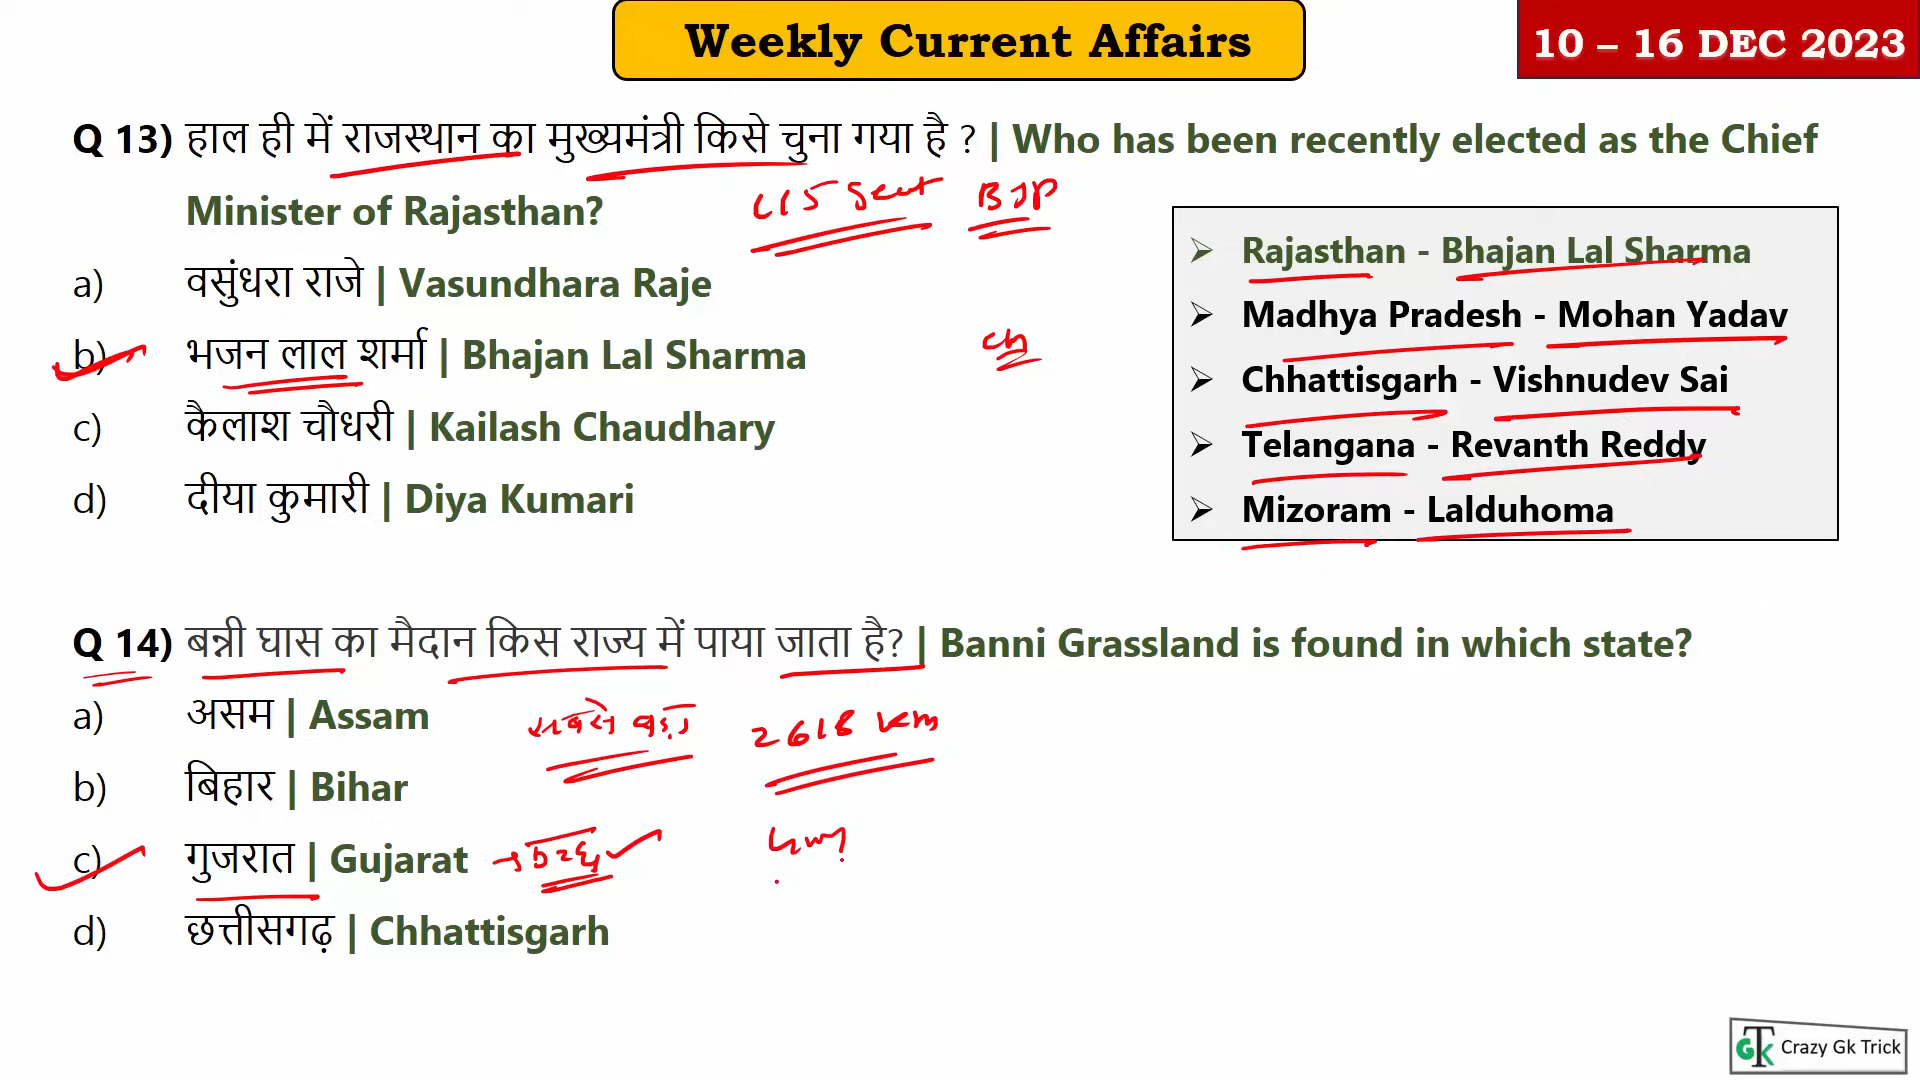 Weekly Current Affairs
10 – 16 DEC 2023
Q 13) हाल ही में राजस्थान का मुख्यमंत्री किसे चुना गया है ? | Who has been recently elected as the Chief
Minister of Rajasthan?
115 Seat BJP
a) वसुंधरा राजे | Vasundhara Raje
b) भजन लाल शर्मा | Bhajan Lal Sharma
c) कैलाश चौधरी | Kailash Chaudhary
d) दीया कुमारी | Diya Kumari
➢ Rajasthan - Bhajan Lal Sharma
➢ Madhya Pradesh - Mohan Yadav
➢ Chhattisgarh - Vishnudev Sai
➢ Telangana - Revanth Reddy
➢ Mizoram - Lalduhoma
Q 14) बन्नी घास का मैदान किस राज्य में पाया जाता है? | Banni Grassland is found in which state?
a) असम | Assam
सबसे बड़ा 2618 km
b) बिहार | Bihar
c) गुजरात | Gujarat
d) छत्तीसगढ़ | Chhattisgarh
GTK Crazy Gk Trick